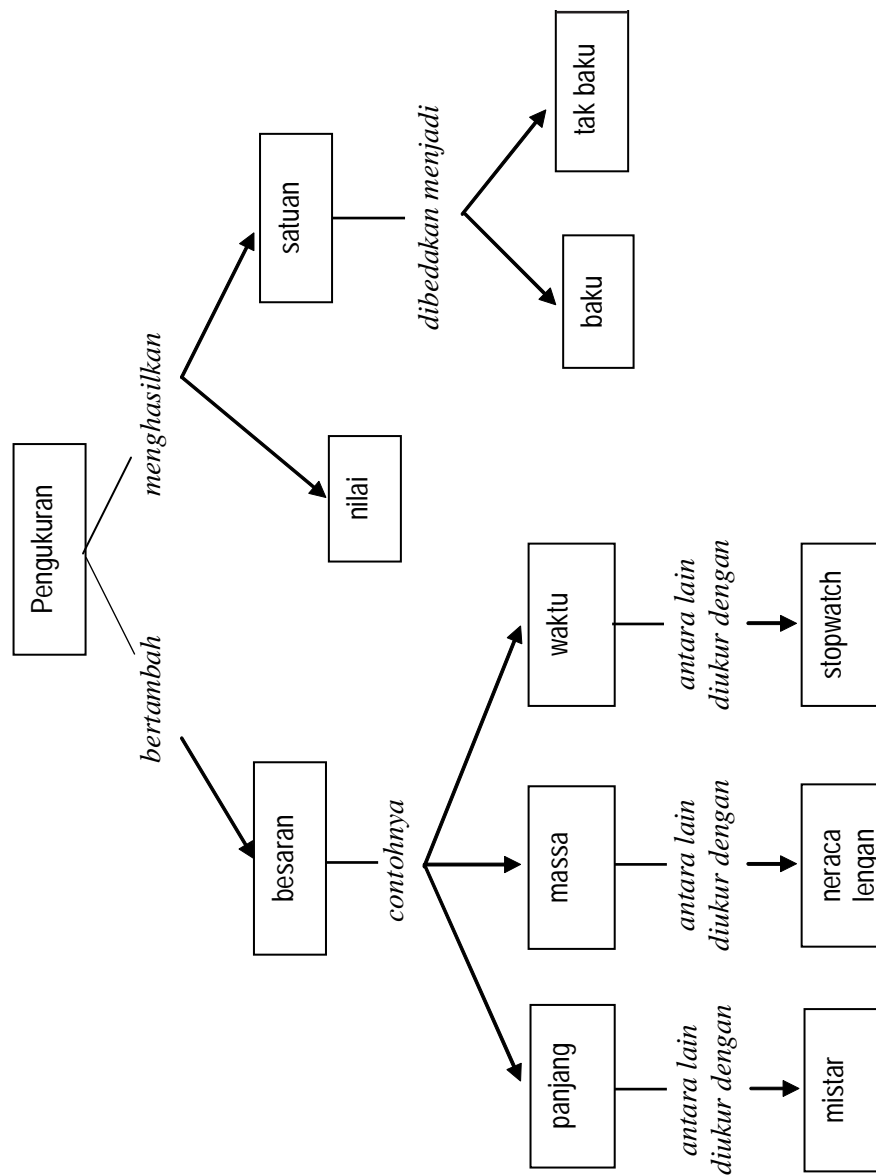 Pengukuran
bertambah
menghasilkan
besaran
nilai
satuan
contohnya
dibedakan menjadi
panjang
massa
waktu
baku
tak baku
antara lain
diukur dengan
antara lain
diukur dengan
antara lain
diukur dengan
mistar
neraca
lengan
stopwatch